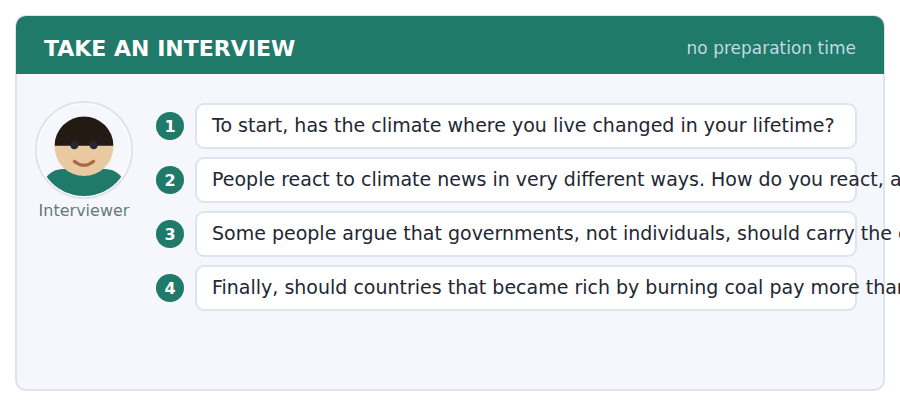 TAKE AN INTERVIEW
no preparation time
1 To start, has the climate where you live changed in your lifetime?
2 People react to climate news in very different ways. How do you react,
3 Some people argue that governments, not individuals, should carry the
4 Finally, should countries that became rich by burning coal pay more than
Interviewer